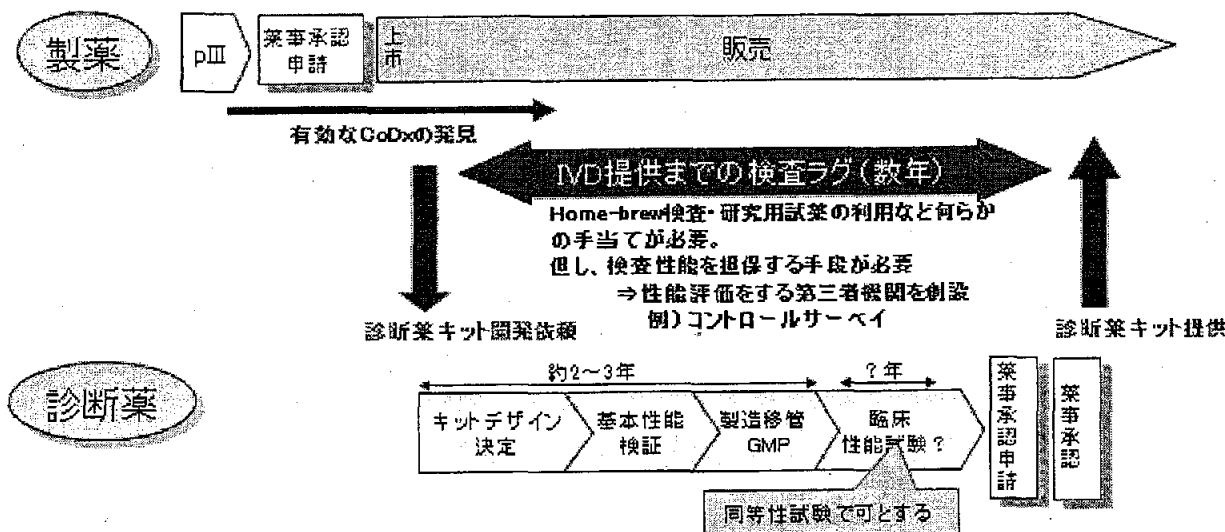 製薬
pⅢ
薬事承認
申請
上市
販売
有効なCoDxの発見
IVD提供までの検査ラグ（数年）
Home-brew検査・研究用試薬の利用など何らか
の手当てが必要。
但し、検査性能を担保する手段が必要
⇒性能評価をする第三者機関を創設
例）コントロールサーベイ
診断薬キット開発依頼
診断薬キット提供
診断薬
約2～3年
？年
キットデザイン
決定
基本性能
検証
製造移管
GMP
臨床
性能試験？
薬事承認申請
薬事承認
同等性試験で可とする